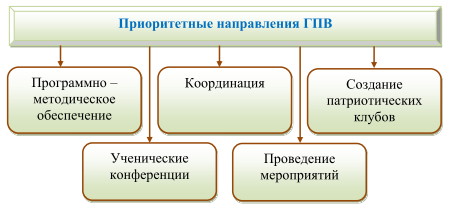 Приоритетные направления ГПВ
Программно –
методическое
обеспечение
Координация
Создание
патриотических
клубов
Ученические
конференции
Проведение
мероприятий